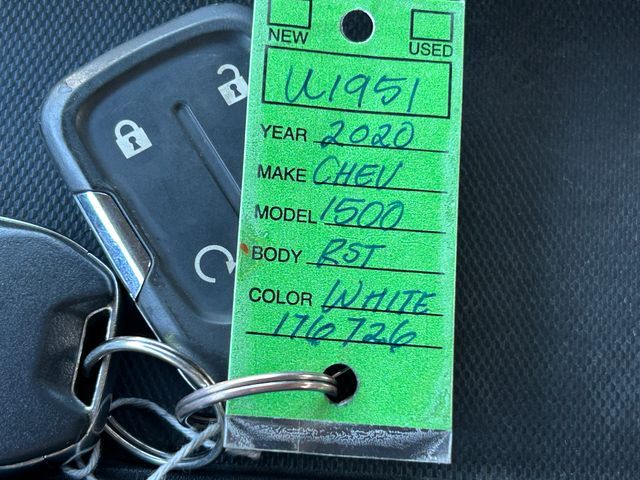 NEW USED
U1951
YEAR 2020
MAKE CHEV
MODEL 1500
BODY RST
COLOR WHITE
176726